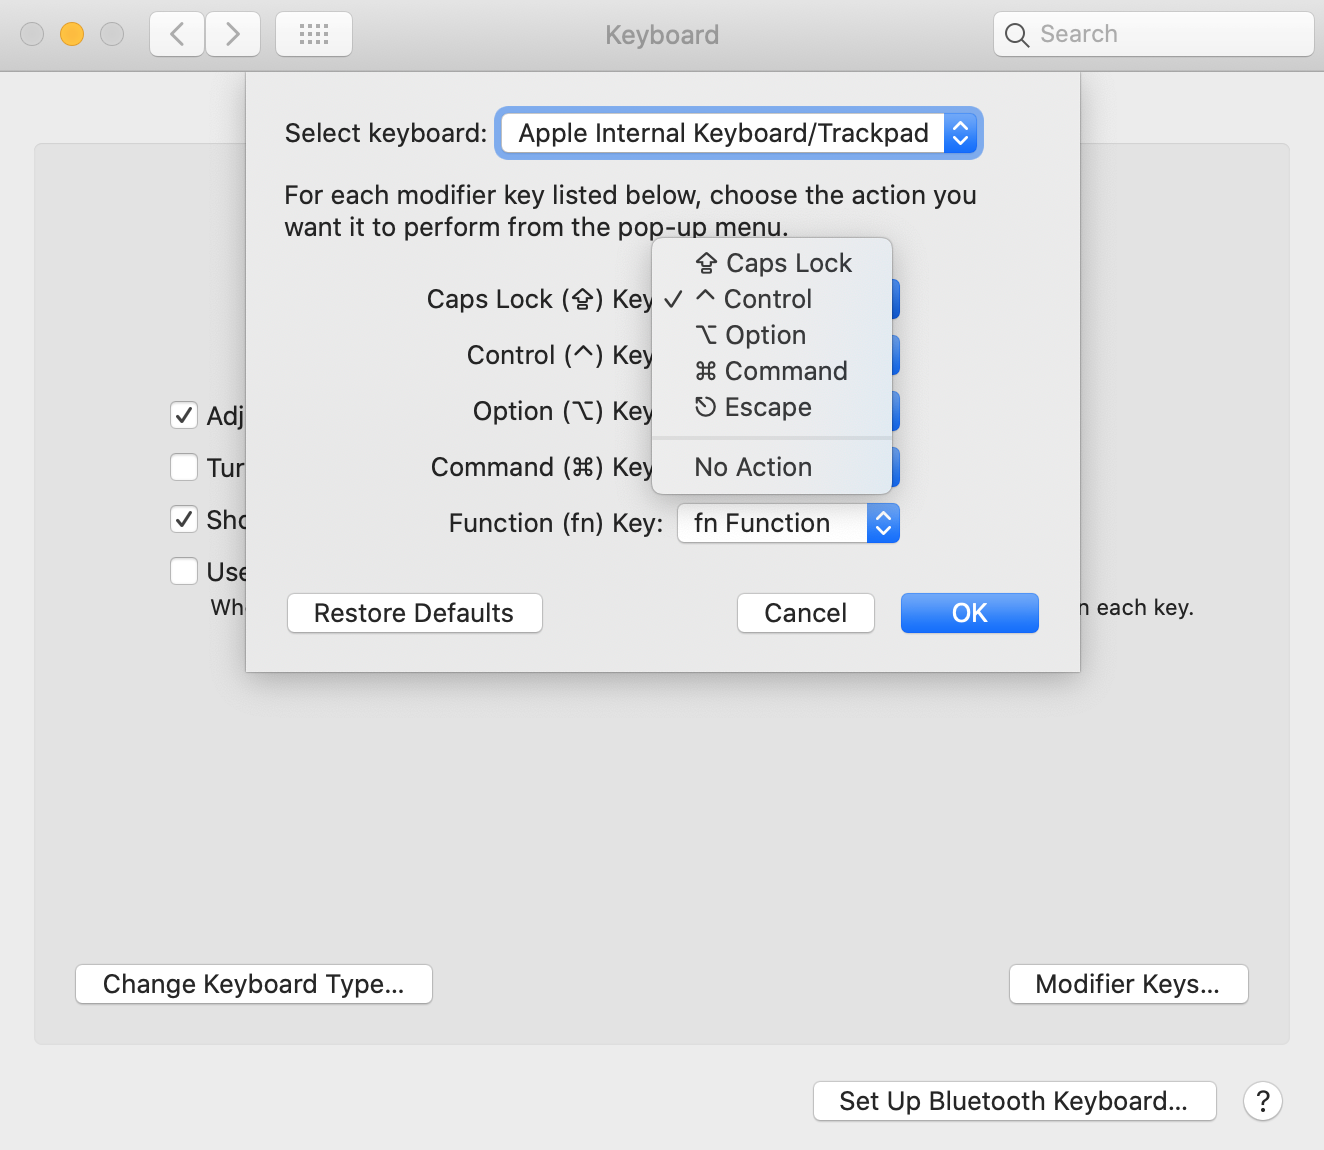 Keyboard
Search
Select keyboard: Apple Internal Keyboard/Trackpad
For each modifier key listed below, choose the action you
want it to perform from the pop-up menu.
⇪ Caps Lock
Caps Lock (⇪) Key ✓ ^ Control
Control (^) Key ⌥ Option
⌘ Command
Option (⌥) Key ⎋ Escape
Command (⌘) Key No Action
Function (fn) Key: fn Function
Adj
Tur
Sho
Use
Wh n each key.
Restore Defaults Cancel OK
Change Keyboard Type... Modifier Keys...
Set Up Bluetooth Keyboard... ?